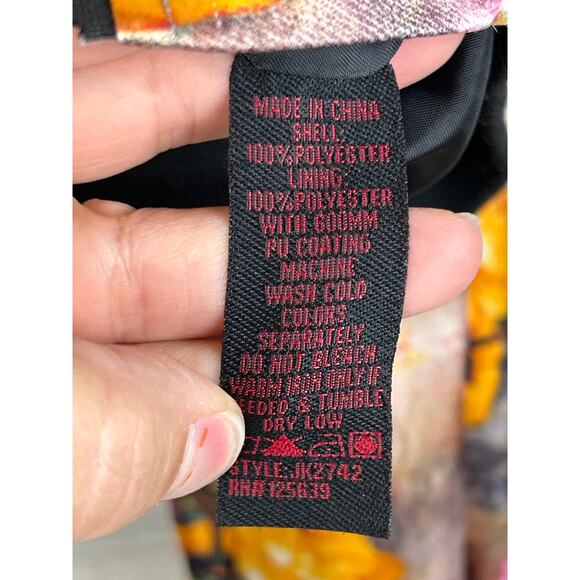 MADE IN CHINA
SHELL:
100%POLYESTER
LINING:
100%POLYESTER
WITH 600MM
PU COATING
MACHINE
WASH COLD
COLORS
SEPARATELY
DO NOT BLEACH.
WARM IRON ONLY IF
EEDED & TUMBLE
DRY LOW
STYLE:JK2742
RN#125639